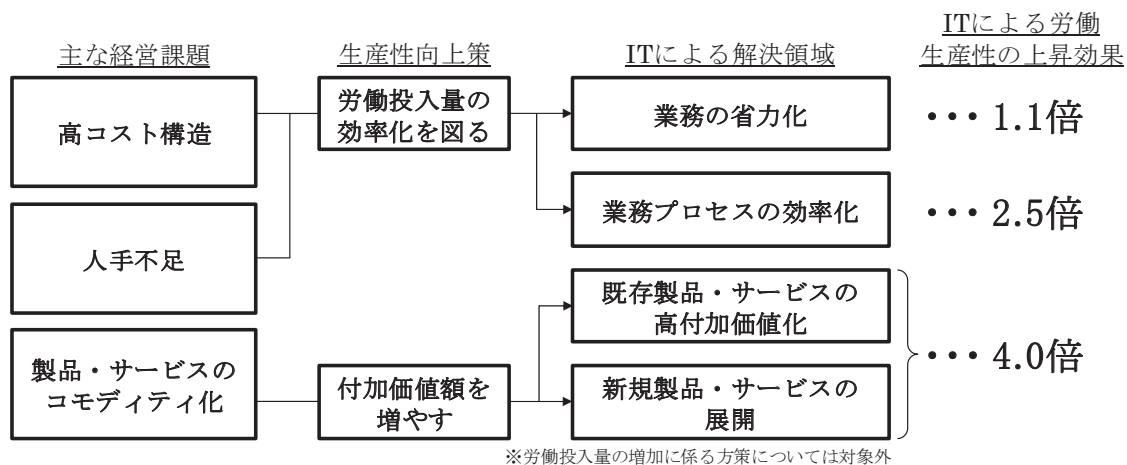 主な経営課題
生産性向上策
ITによる解決領域
ITによる労働
生産性の上昇効果
高コスト構造
人手不足
製品・サービスの
コモディティ化
労働投入量の
効率化を図る
付加価値額を
増やす
業務の省力化
業務プロセスの効率化
既存製品・サービスの
高付加価値化
新規製品・サービスの
展開
・・・ 1.1倍
・・・ 2.5倍
・・・ 4.0倍
※労働投入量の増加に係る方策については対象外